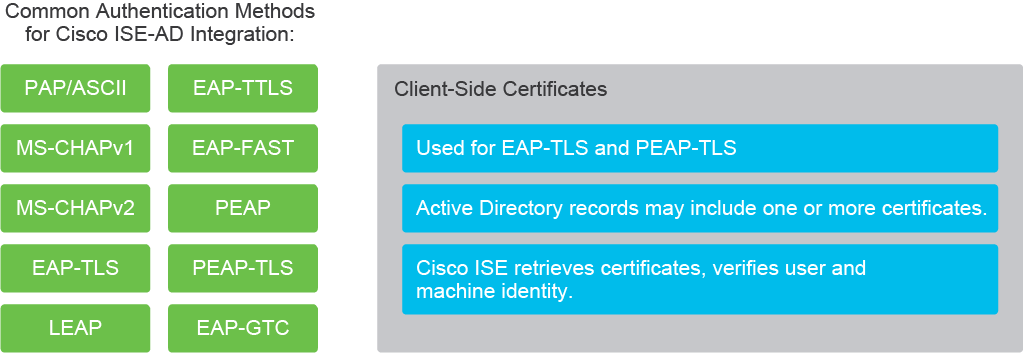 Common Authentication Methods
for Cisco ISE-AD Integration:
PAP/ASCII
EAP-TTLS
MS-CHAPv1
EAP-FAST
MS-CHAPv2
PEAP
EAP-TLS
PEAP-TLS
LEAP
EAP-GTC
Client-Side Certificates
Used for EAP-TLS and PEAP-TLS
Active Directory records may include one or more certificates.
Cisco ISE retrieves certificates, verifies user and
machine identity.